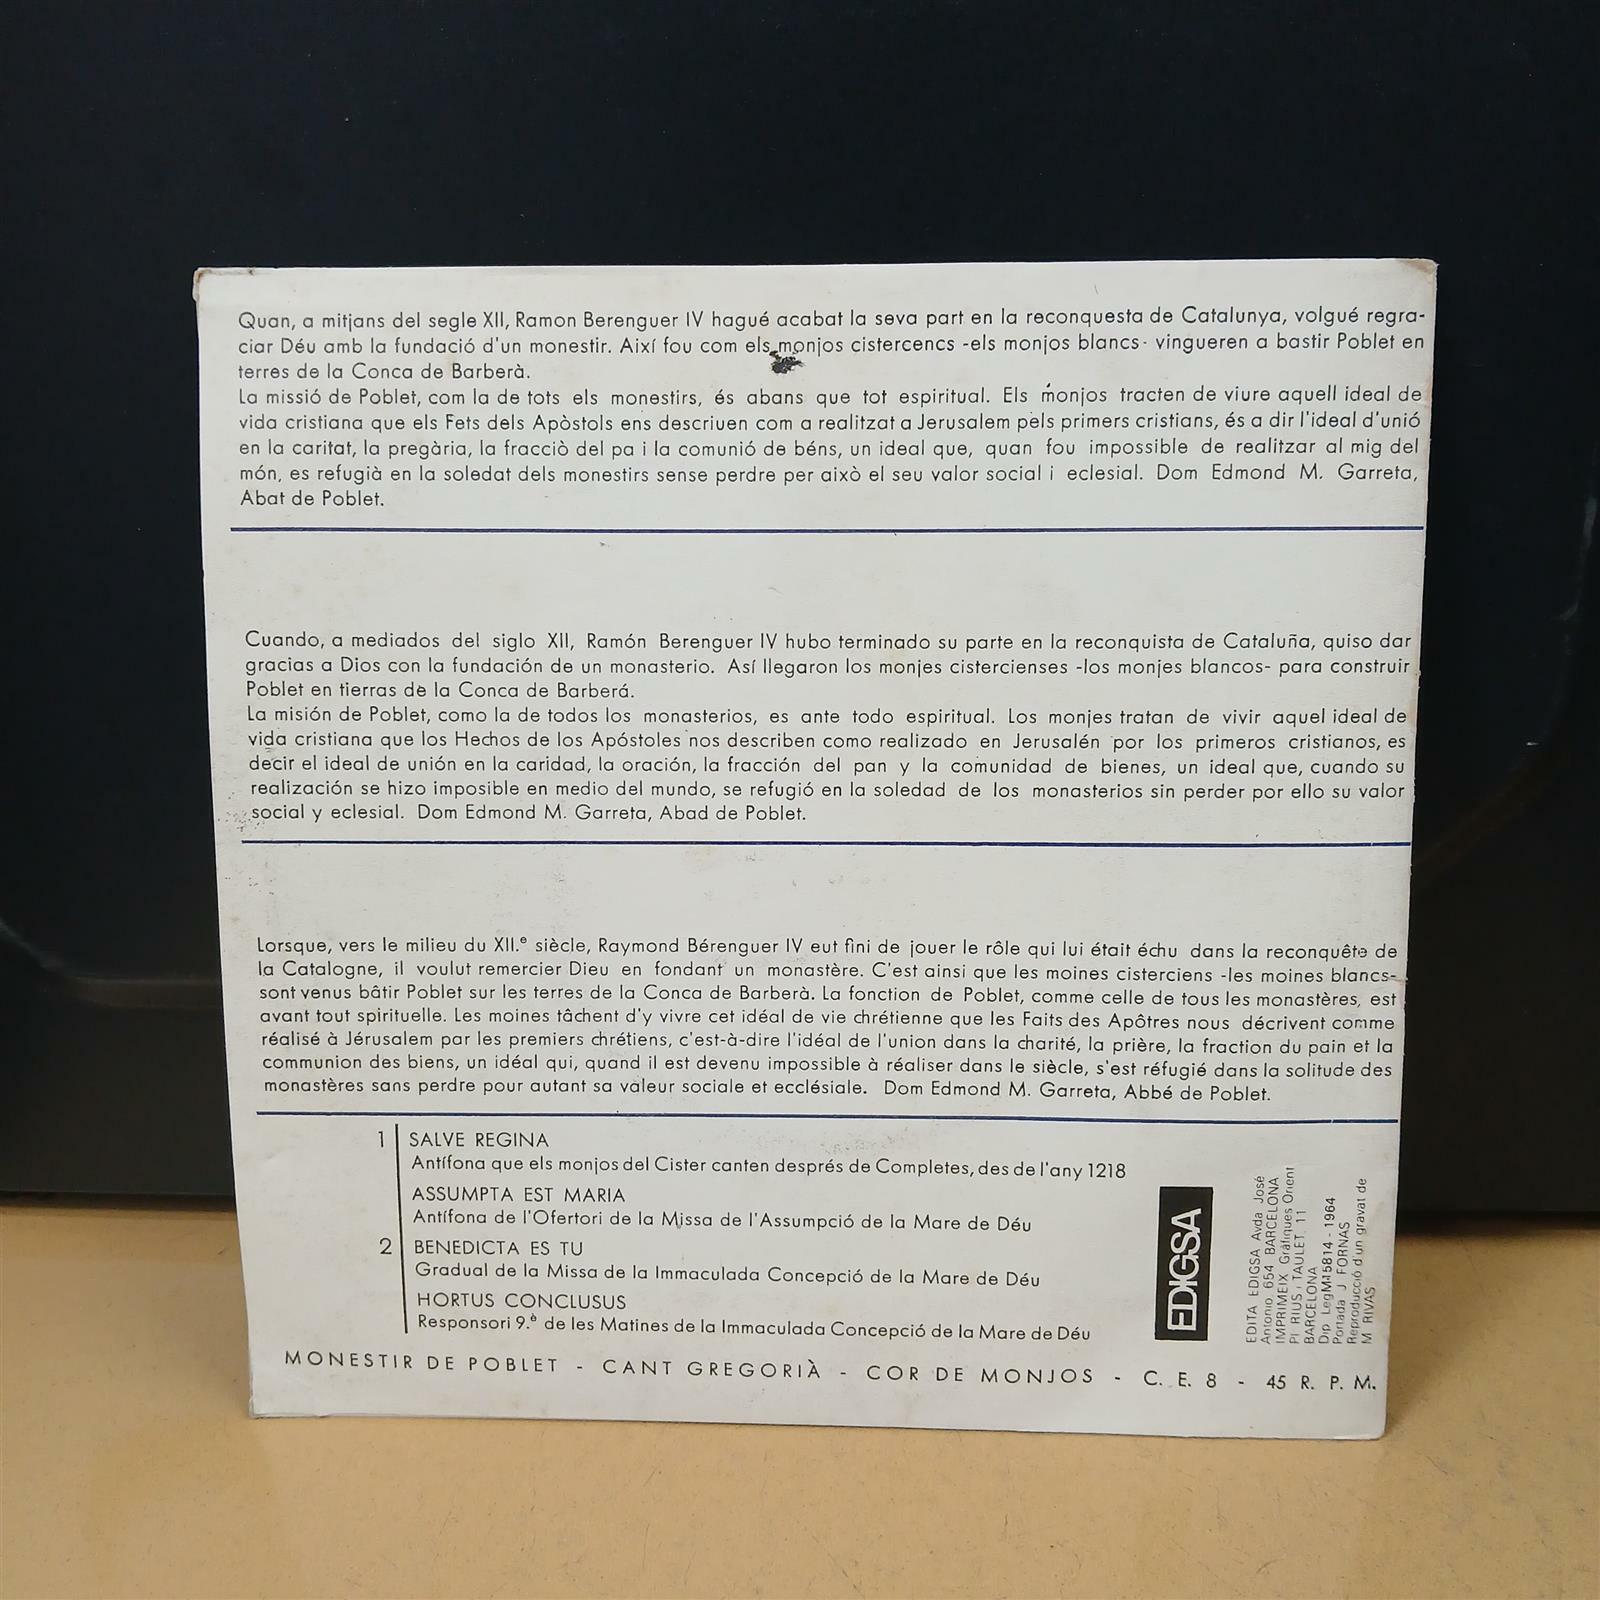 Quan, a mitjans del segle XII, Ramon Berenguer IV hagué acabat la seva part en la reconquesta de Catalunya, volgué regra-
ciar Déu amb la fundació d'un monestir. Així fou com els monjos cistercencs -els monjos blancs- vingueren a bastir Poblet en
terres de la Conca de Barberà.
La missió de Poblet, com la de tots els monestirs, és abans que tot espiritual. Els monjos tracten de viure aquell ideal de
vida cristiana que els Fets dels Apòstols ens descriuen com a realitzat a Jerusalem pels primers cristians, és a dir l'ideal d'unió
en la caritat, la pregària, la fracciò del pa i la comunió de béns, un ideal que, quan fou impossible de realitzar al mig del
món, es refugià en la soledat dels monestirs sense perdre per això el seu valor social i eclesial. Dom Edmond M. Garreta,
Abat de Poblet.
Cuando, a mediados del siglo XII, Ramón Berenguer IV hubo terminado su parte en la reconquista de Cataluña, quiso dar
gracias a Dios con la fundación de un monasterio. Así llegaron los monjes cistercienses -los monjes blancos- para construir
Poblet en tierras de la Conca de Barberá.
La misión de Poblet, como la de todos los monasterios, es ante todo espiritual. Los monjes tratan de vivir aquel ideal de
vida cristiana que los Hechos de los Apóstoles nos describen como realizado en Jerusalén por los primeros cristianos, es
decir el ideal de unión en la caridad, la oración, la fracción del pan y la comunidad de bienes, un ideal que, cuando su
realización se hizo imposible en medio del mundo, se refugió en la soledad de los monasterios sin perder por ello su valor
social y eclesial. Dom Edmond M. Garreta, Abad de Poblet.
Lorsque, vers le milieu du XII.e siècle, Raymond Bérenguer IV eut fini de jouer le rôle qui lui était échu dans la reconquête de
la Catalogne, il voulut remercier Dieu en fondant un monastère. C'est ainsi que les moines cisterciens -les moines blancs-
sont venus bâtir Poblet sur les terres de la Conca de Barberà. La fonction de Poblet, comme celle de tous les monastères, est
avant tout spirituelle. Les moines tâchent d'y vivre cet idéal de vie chrétienne que les Faits des Apôtres nous décrivent comme
réalisé à Jérusalem par les premiers chrétiens, c'est-à-dire l'idéal de l'union dans la charité, la prière, la fraction du pain et la
communion des biens, un idéal qui, quand il est devenu impossible à réaliser dans le siècle, s'est réfugié dans la solitude des
monastères sans perdre pour autant sa valeur sociale et ecclésiale. Dom Edmond M. Garreta, Abbé de Poblet.
1 SALVE REGINA
Antífona que els monjos del Cister canten després de Completes, des de l'any 1218
ASSUMPTA EST MARIA
Antífona de l'Ofertori de la Missa de l'Assumpció de la Mare de Déu
2 BENEDICTA ES TU
Gradual de la Missa de la Immaculada Concepció de la Mare de Déu
HORTUS CONCLUSUS
Responsori 9.è de les Matines de la Immaculada Concepció de la Mare de Déu
EDIGSA
EDITA EDIGSA Avda José
Antonio, 654 BARCELONA
IMPRIMEIX Gràfiques Orient
PI RIUS i TAULET, 11
BARCELONA
Dip. Leg M-15814-1964
Portada J FORNAS
Reproducció d'un gravat de
M RIVAS
MONESTIR DE POBLET - CANT GREGORIÀ - COR DE MONJOS - C. E. 8 - 45 R. P. M.